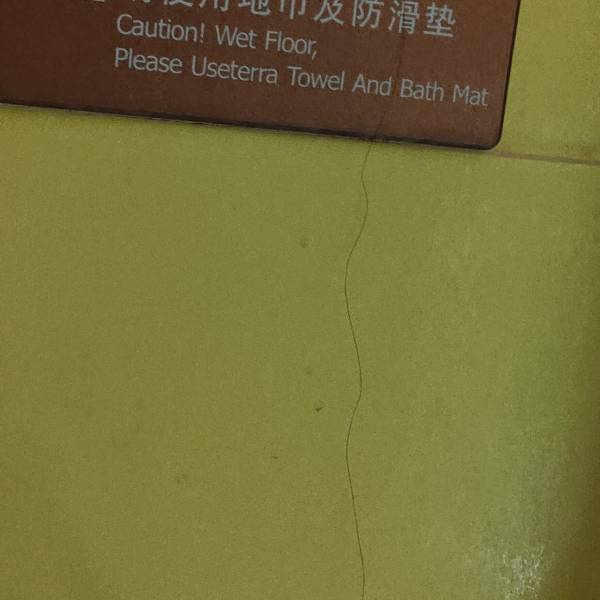 使用地巾及防滑垫
Caution! Wet Floor,
Please Useterra Towel And Bath Mat